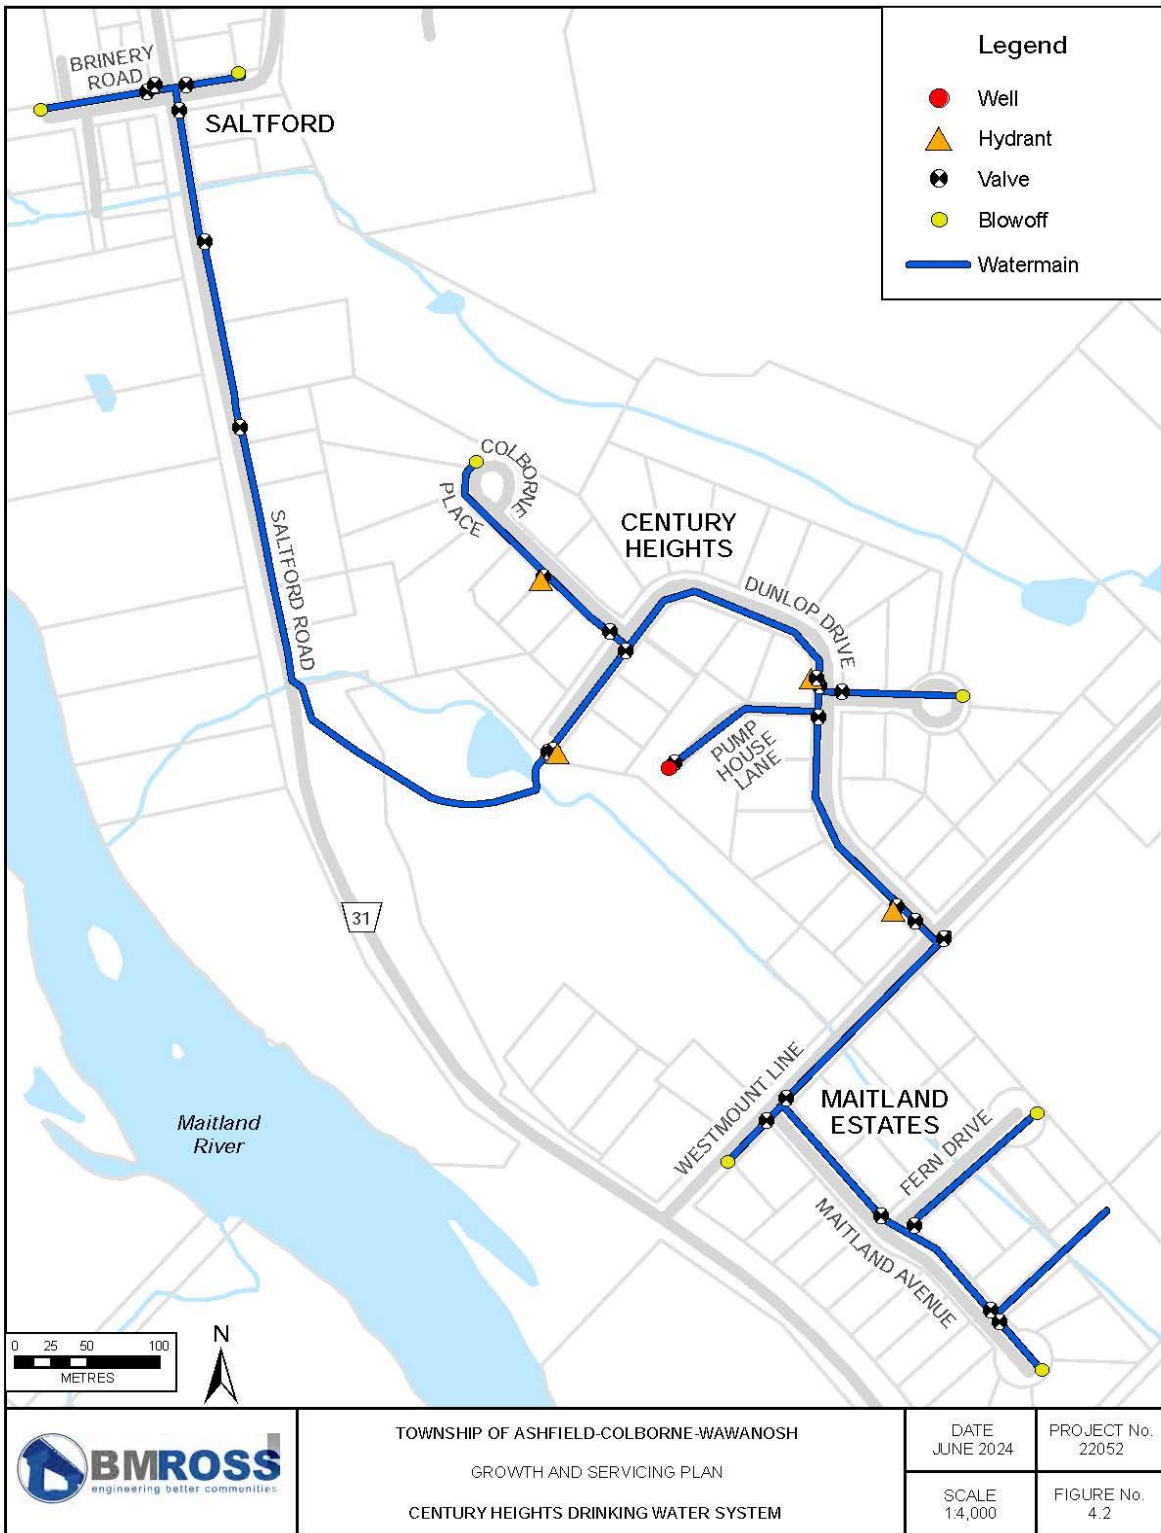 Legend
Well
Hydrant
Valve
Blowoff
Watermain
BRINERY
ROAD
SALTFORD
COLBORNE
PLACE
CENTURY
HEIGHTS
SALTFORD ROAD
DUNLOP DRIVE
PUMP
HOUSE
LANE
31
WESTMOUNT LINE
MAITLAND
ESTATES
FERN DRIVE
MAITLAND AVENUE
Maitland
River
0 25 50 100
METRES
N
BMROSS
engineering better communities
TOWNSHIP OF ASHFIELD-COLBORNE-WAWANOSH
GROWTH AND SERVICING PLAN
CENTURY HEIGHTS DRINKING WATER SYSTEM
DATE
JUNE 2024
PROJECT No.
22052
SCALE
1:4,000
FIGURE No.
4.2